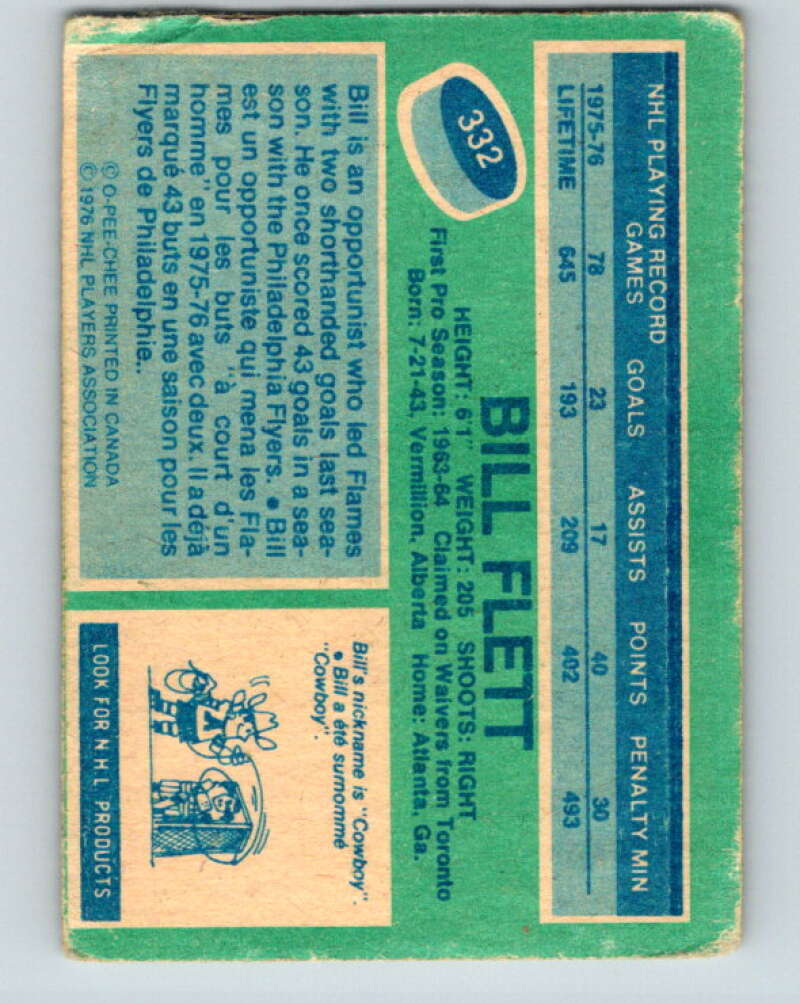 NHL PLAYING RECORD
GAMES GOALS ASSISTS POINTS PENALTY MIN
1975-76 78 23 17 40 30
LIFETIME 645 193 209 402 493
332
BILL FLETT
HEIGHT: 6'1" WEIGHT: 205 SHOOTS: RIGHT
First Pro Season: 1963-64 Claimed on Waivers from Toronto
Born: 7-21-43, Vermillion, Alberta Home: Atlanta, Ga.
Bill is an opportunist who led Flames
with two shorthanded goals last sea-
son. He once scored 43 goals in a sea-
son with the Philadelphia Flyers. • Bill
est un opportuniste qui mena les Fla-
mes pour les buts "à court d'un
homme" en 1975-76 avec deux. Il a déjà
marqué 43 buts en une saison pour les
Flyers de Philadelphie..
© O-PEE-CHEE PRINTED IN CANADA
© 1976 NHL PLAYERS ASSOCIATION
Bill's nickname is "Cowboy".
• Bill a été surnommé
"Cowboy".
LOOK FOR N.H.L. PRODUCTS